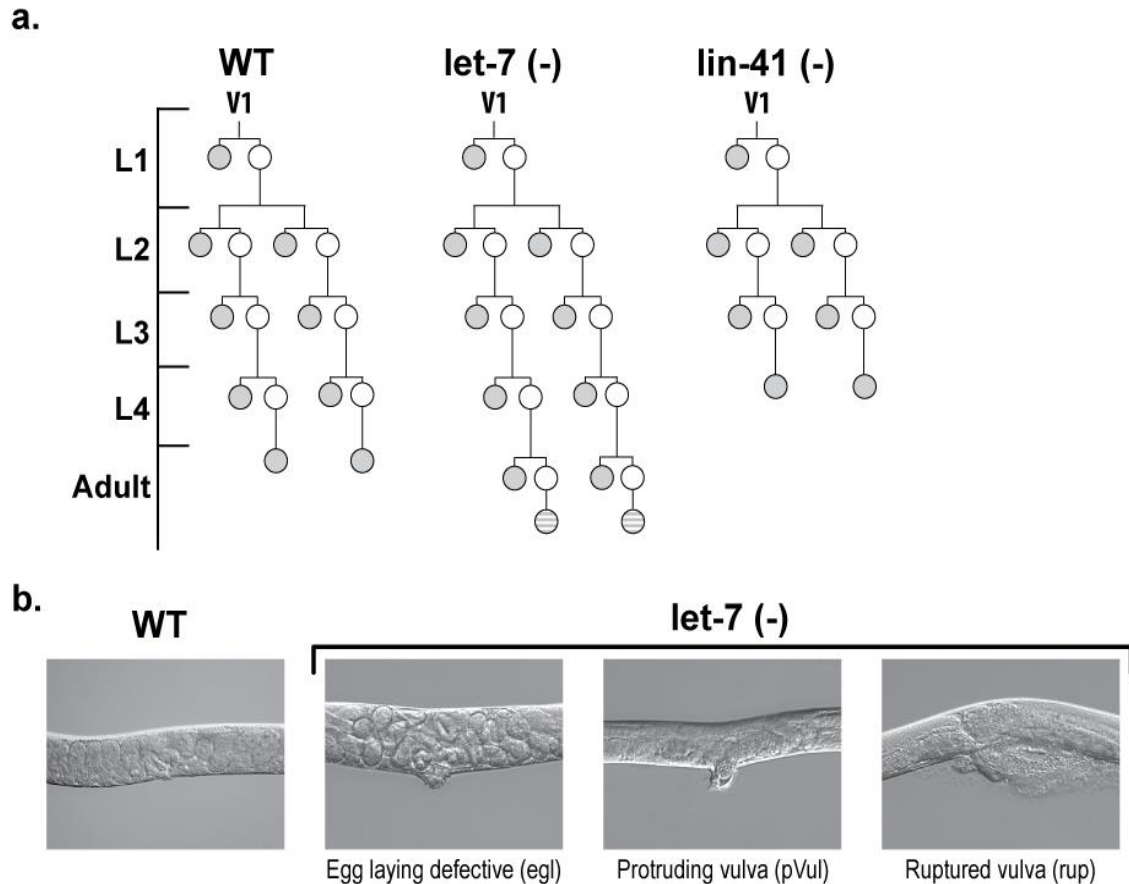 a.
WT let-7 (-) lin-41 (-)
V1 V1 V1
L1
L2
L3
L4
Adult
b.
WT let-7 (-)
Egg laying defective (egl) Protruding vulva (pVul) Ruptured vulva (rup)